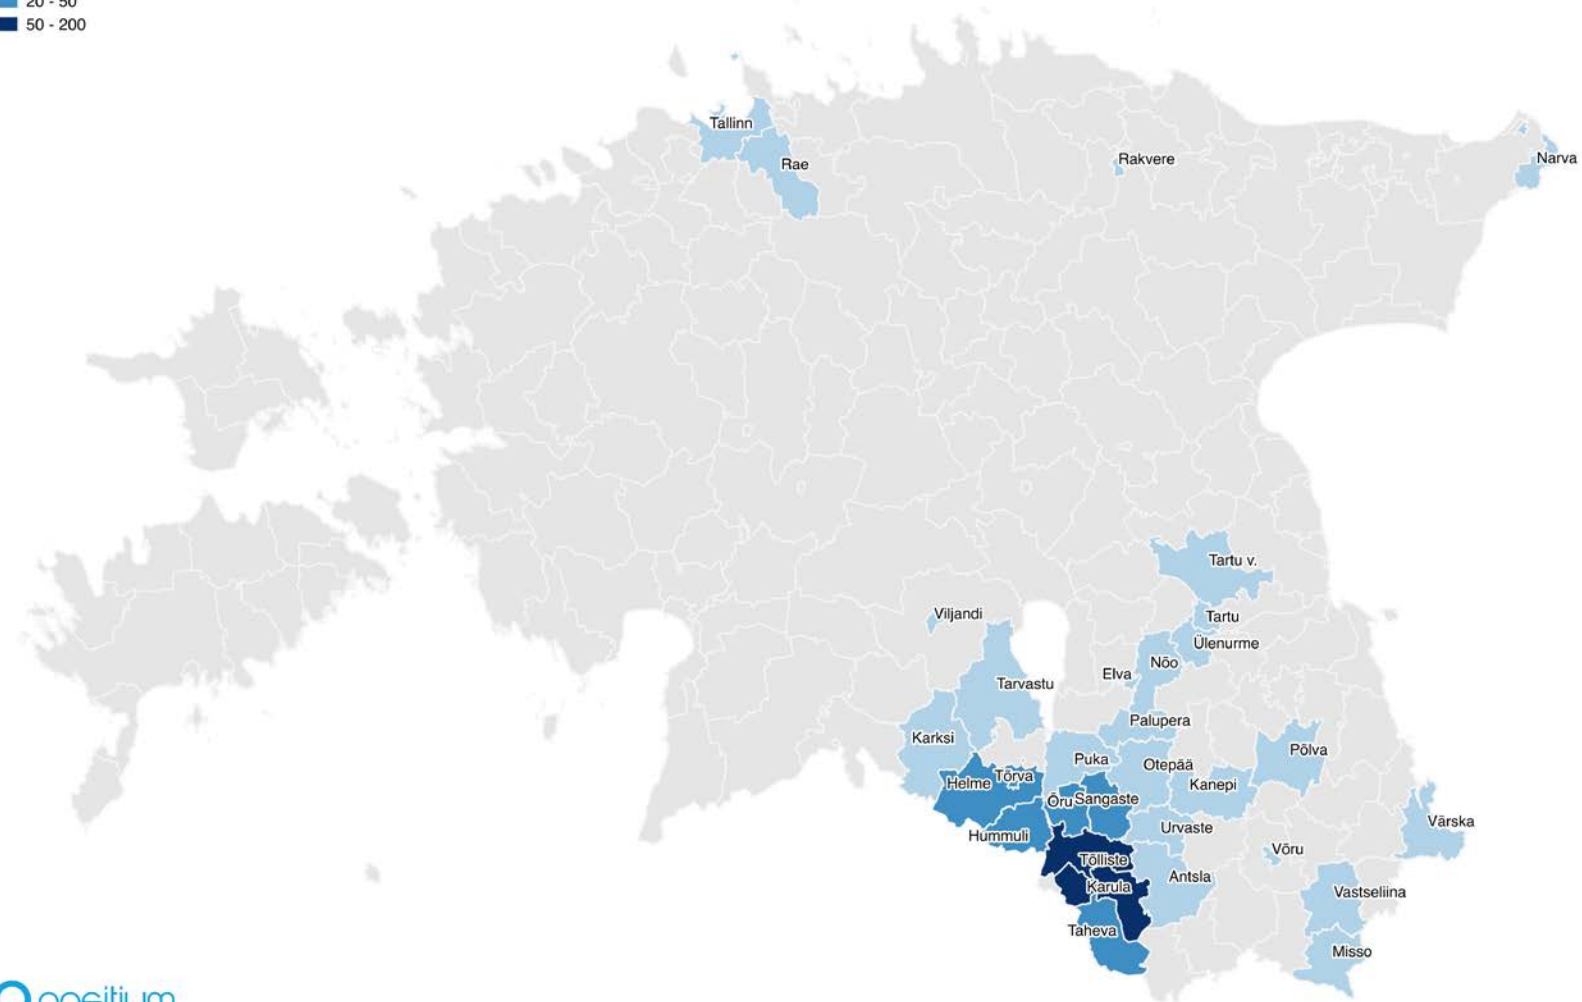 20 - 50
50 - 200
Tallinn
Rae
Rakvere
Narva
Tartu v.
Viljandi
Tartu
Ülenurme
Nõo
Elva
Tarvastu
Palupera
Karksi
Põlva
Puka
Otepää
Helme
Tõrva
Kanepi
Õru
Sangaste
Värska
Hummuli
Urvaste
Võru
Tõlliste
Antsla
Karula
Vastseliina
Taheva
Misso
positium